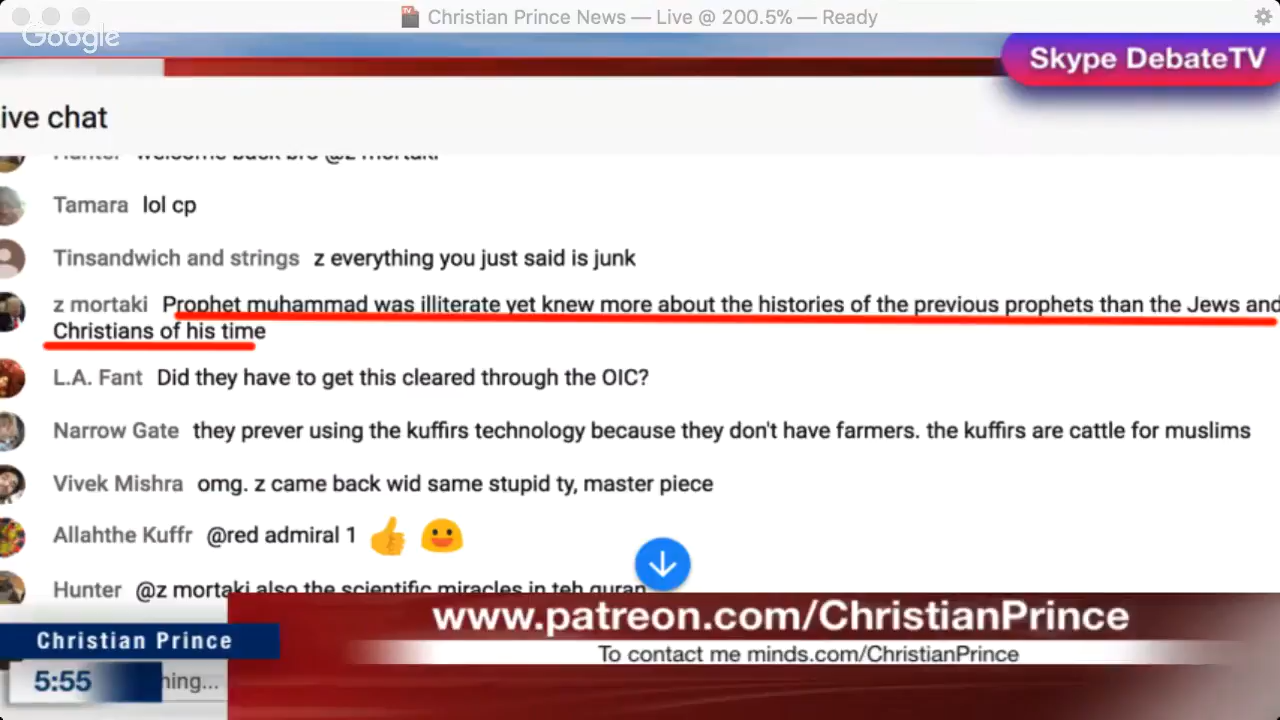 Christian Prince News — Live @ 200.5% — Ready
Google
Skype DebateTV
ive chat
Hunter welcome back bro @z mortaki
Tamara lol cp
Tinsandwich and strings z everything you just said is junk
z mortaki Prophet muhammad was illiterate yet knew more about the histories of the previous prophets than the Jews and
Christians of his time
L.A. Fant Did they have to get this cleared through the OIC?
Narrow Gate they prever using the kuffirs technology because they don't have farmers. the kuffirs are cattle for muslims
Vivek Mishra omg. z came back wid same stupid ty, master piece
Allahthe Kuffr @red admiral 1 👍 😃
Hunter @z mortaki also the scientific miracles in teh quran
www.patreon.com/ChristianPrince
Christian Prince
To contact me minds.com/ChristianPrince
5:55
hing...